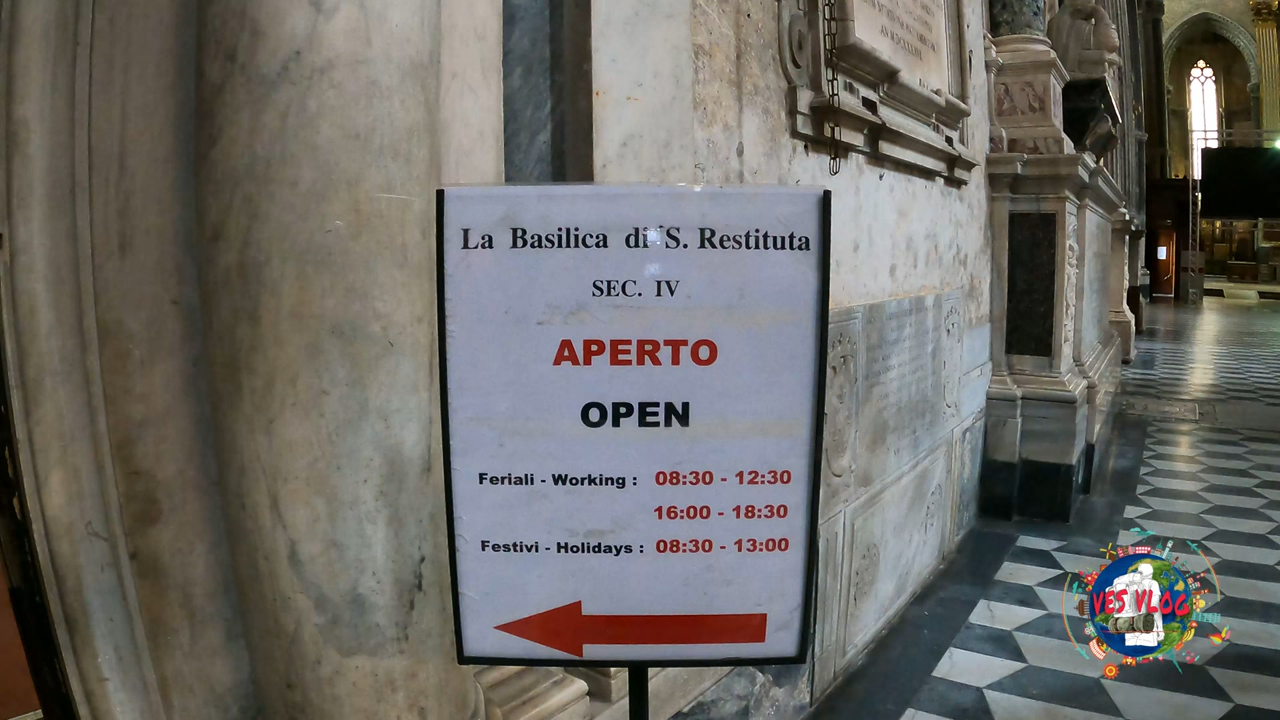 La Basilica di S. Restituta
SEC. IV
APERTO
OPEN
Feriali - Working : 08:30 - 12:30
16:00 - 18:30
Festivi - Holidays : 08:30 - 13:00
VES VLOG